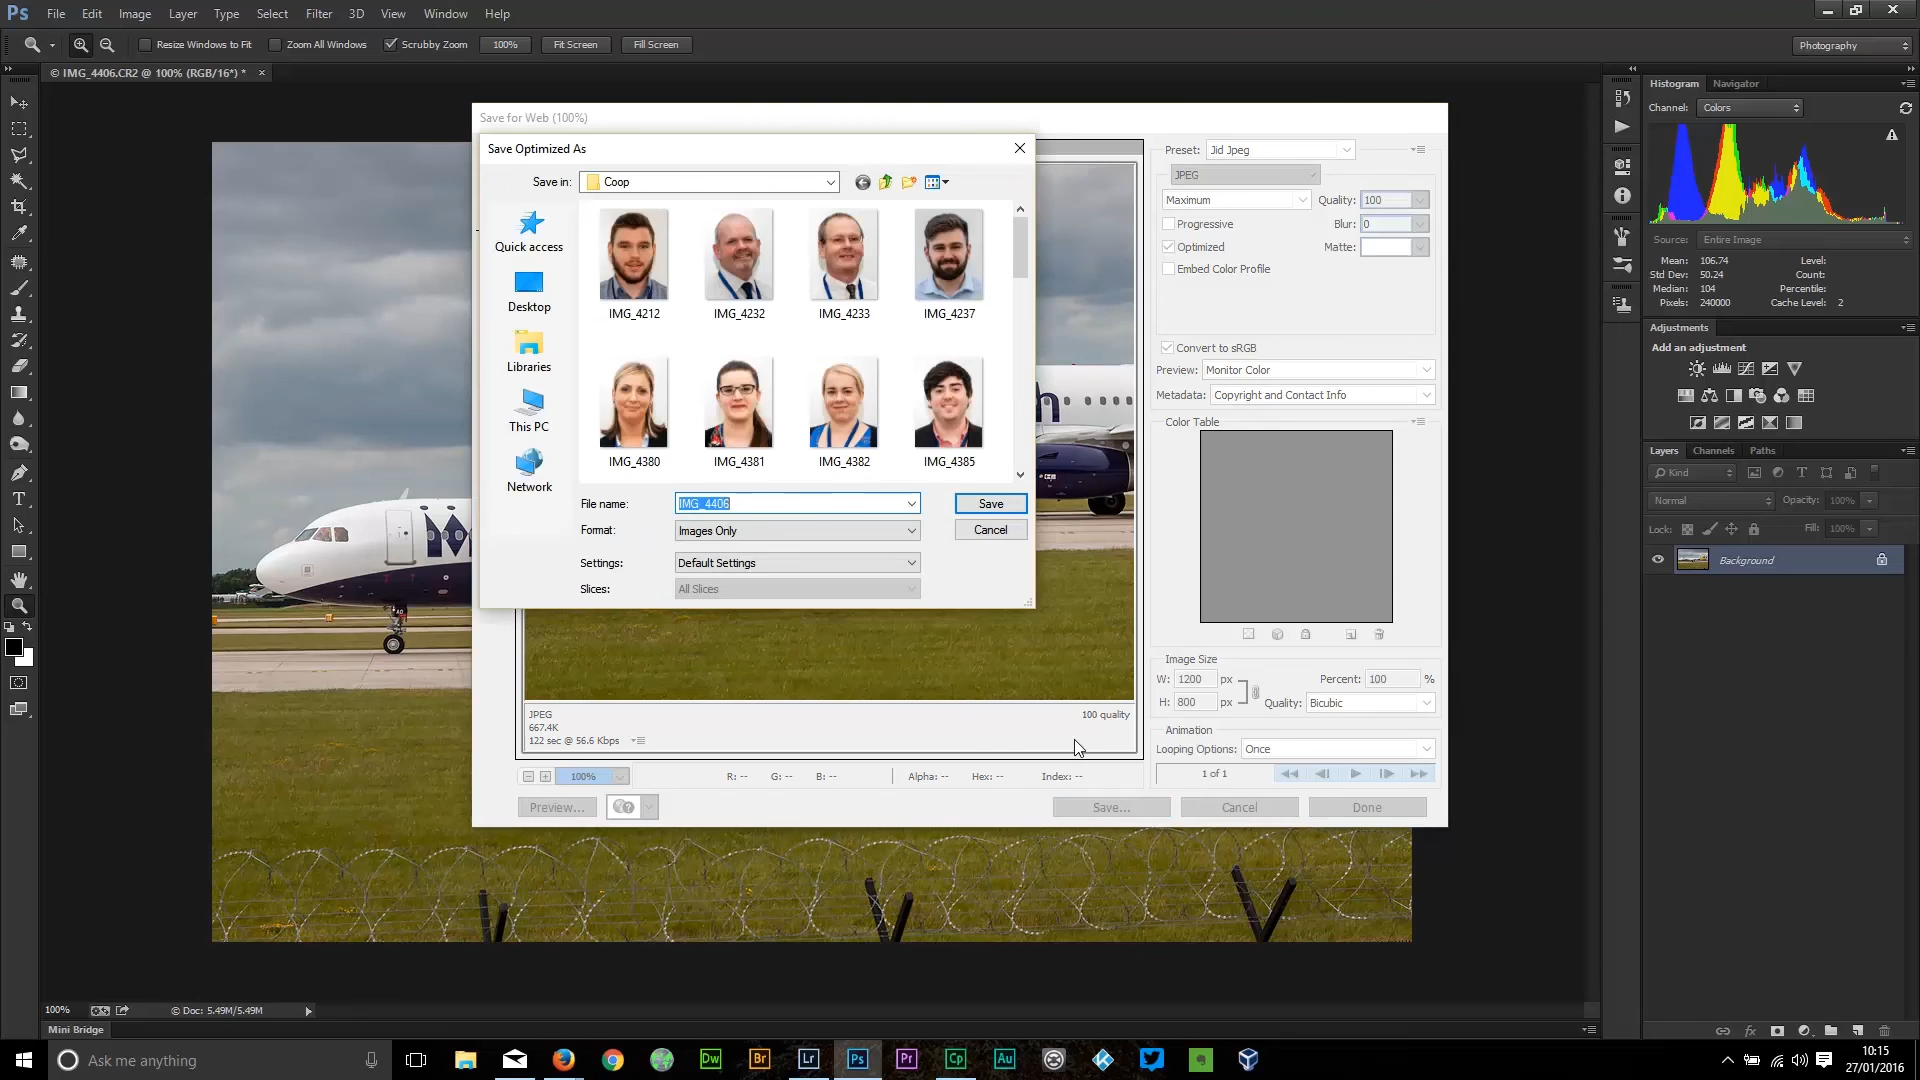 Ps File Edit Image Layer Type Select Filter 3D View Window Help
Resize Windows to Fit Zoom All Windows Scrubby Zoom 100% Fit Screen Fill Screen Photography
© IMG_4406.CR2 @ 100% (RGB/16*) * ×
Save for Web (100%)
Save Optimized As
Save in: Coop
Quick access
Desktop
Libraries
This PC
Network
IMG_4212 IMG_4232 IMG_4233 IMG_4237
IMG_4380 IMG_4381 IMG_4382 IMG_4385
File name: IMG_4406 Save
Format: Images Only Cancel
Settings: Default Settings
Slices: All Slices
JPEG 100 quality
667.4K
122 sec @ 56.6 Kbps
100% R: -- G: -- B: -- Alpha: -- Hex: -- Index: --
Preview... Save... Cancel Done
Preset: Jid Jpeg
JPEG
Maximum Quality: 100
Progressive Blur: 0
Optimized Matte:
Embed Color Profile
Convert to sRGB
Preview: Monitor Color
Metadata: Copyright and Contact Info
Color Table
Image Size
W: 1200 px Percent: 100 %
H: 800 px Quality: Bicubic
Animation
Looping Options: Once
1 of 1
Histogram Navigator
Channel: Colors
Source: Entire Image
Mean: 106.74 Level:
Std Dev: 50.24 Count:
Median: 104 Percentile:
Pixels: 240000 Cache Level: 2
Adjustments
Add an adjustment
Layers Channels Paths
Kind
Normal Opacity: 100%
Lock: Fill: 100%
Background
100% © Doc: 5.49M/5.49M
Mini Bridge
Ask me anything
Dw Br Lr Ps Pr Cp Au
10:15
27/01/2016